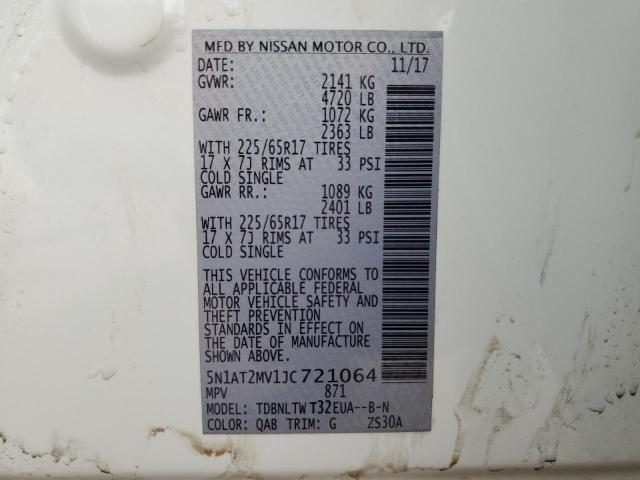 MFD BY NISSAN MOTOR CO., LTD.
DATE: 11/17
GVWR: 2141 KG
4720 LB
GAWR FR.: 1072 KG
2363 LB
WITH 225/65R17 TIRES
17 X 7J RIMS AT 33 PSI
COLD SINGLE
GAWR RR.: 1089 KG
2401 LB
WITH 225/65R17 TIRES
17 X 7J RIMS AT 33 PSI
COLD SINGLE
THIS VEHICLE CONFORMS TO
ALL APPLICABLE FEDERAL
MOTOR VEHICLE SAFETY AND
THEFT PREVENTION
STANDARDS IN EFFECT ON
THE DATE OF MANUFACTURE
SHOWN ABOVE.
5N1AT2MV1JC721064
MPV 871
MODEL: TDBNLTWT32EUA--B-N
COLOR: QAB TRIM: G ZS30A